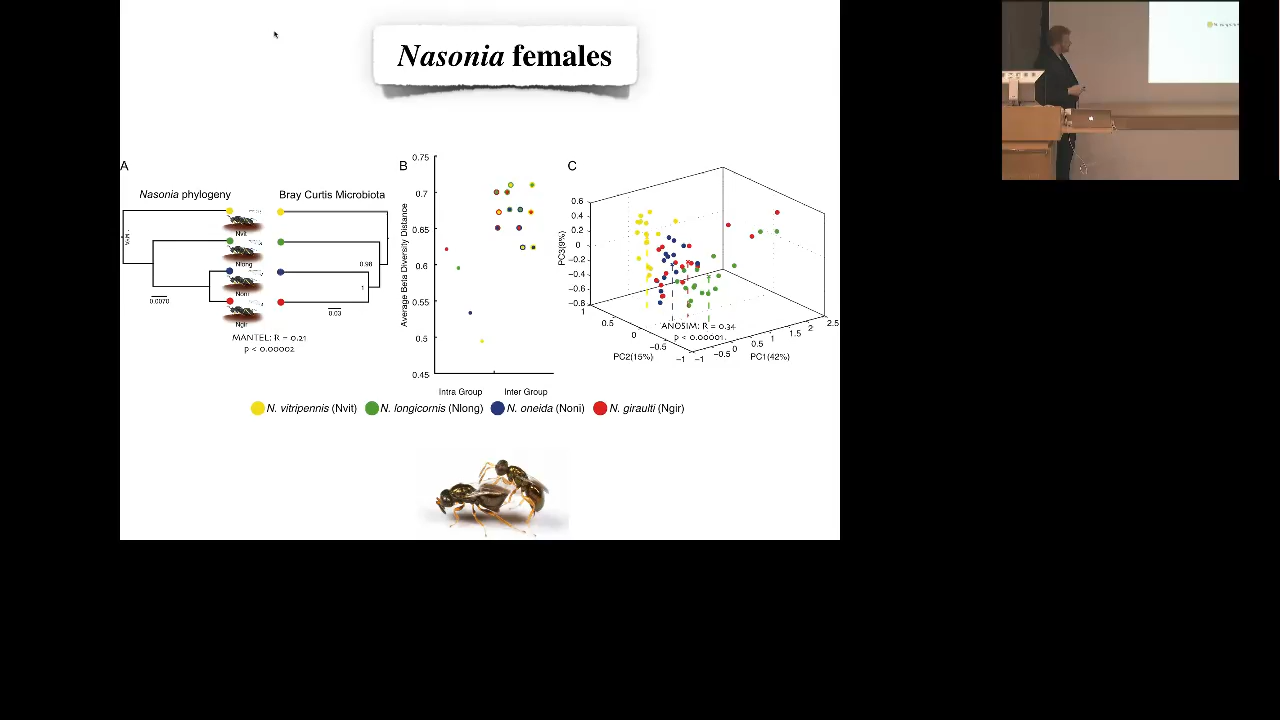 Nasonia females
A
Nasonia phylogeny
Bray Curtis Microbiota
Nvit
Nlong
Noni
Ngir
0.0070
0.98
1
0.03
MANTEL: R = 0.21
p < 0.00002
B
Average Beta Diversity Distance
0.75
0.7
0.65
0.6
0.55
0.5
0.45
Intra Group
Inter Group
C
PC3(9%)
0.6
0.4
0.2
0
−0.2
−0.4
−0.6
−0.8
1
0.5
0
−0.5
−1
PC2(15%)
−1
−0.5
0
0.5
1
1.5
2
2.5
PC1(42%)
ANOSIM: R = 0.34
p < 0.00001
N. vitripennis (Nvit)
N. longicornis (Nlong)
N. oneida (Noni)
N. giraulti (Ngir)